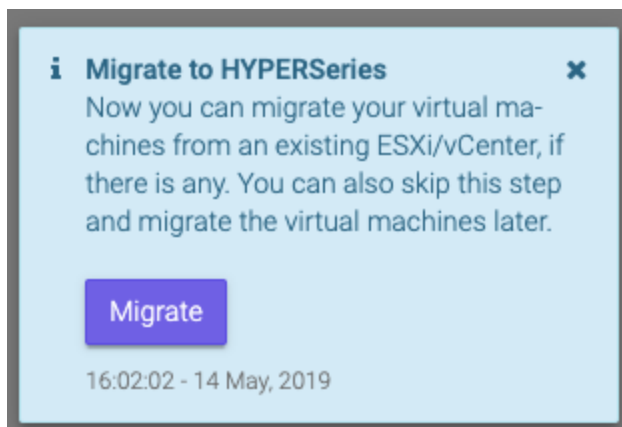 i Migrate to HYPERSeries ×
Now you can migrate your virtual ma-
chines from an existing ESXi/vCenter, if
there is any. You can also skip this step
and migrate the virtual machines later.
Migrate
16:02:02 - 14 May, 2019